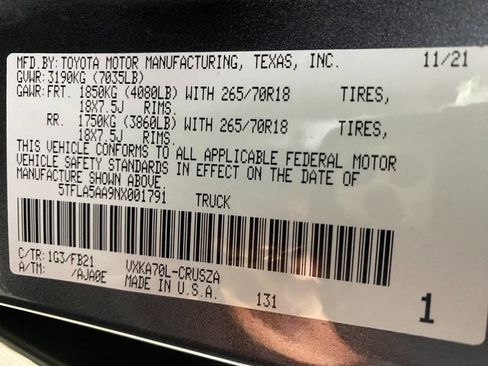 MFD.BY:TOYOTA MOTOR MANUFACTURING, TEXAS, INC. 11/21
GVWR:3190KG (7035LB)
GAWR:FRT. 1850KG (4080LB) WITH 265/70R18 TIRES,
18X7.5J RIMS.
RR. 1750KG (3860LB) WITH 265/70R18 TIRES,
18X7.5J RIMS.
THIS VEHICLE CONFORMS TO ALL APPLICABLE FEDERAL MOTOR
VEHICLE SAFETY STANDARDS IN EFFECT ON THE DATE OF
MANUFACTURE SHOWN ABOVE.
5TFLA5AA9NX001791 TRUCK
C/TR:1G3/FB21 VXKA70L-CRUSZA
A/TM: /AJA0E MADE IN U.S.A. 131 1